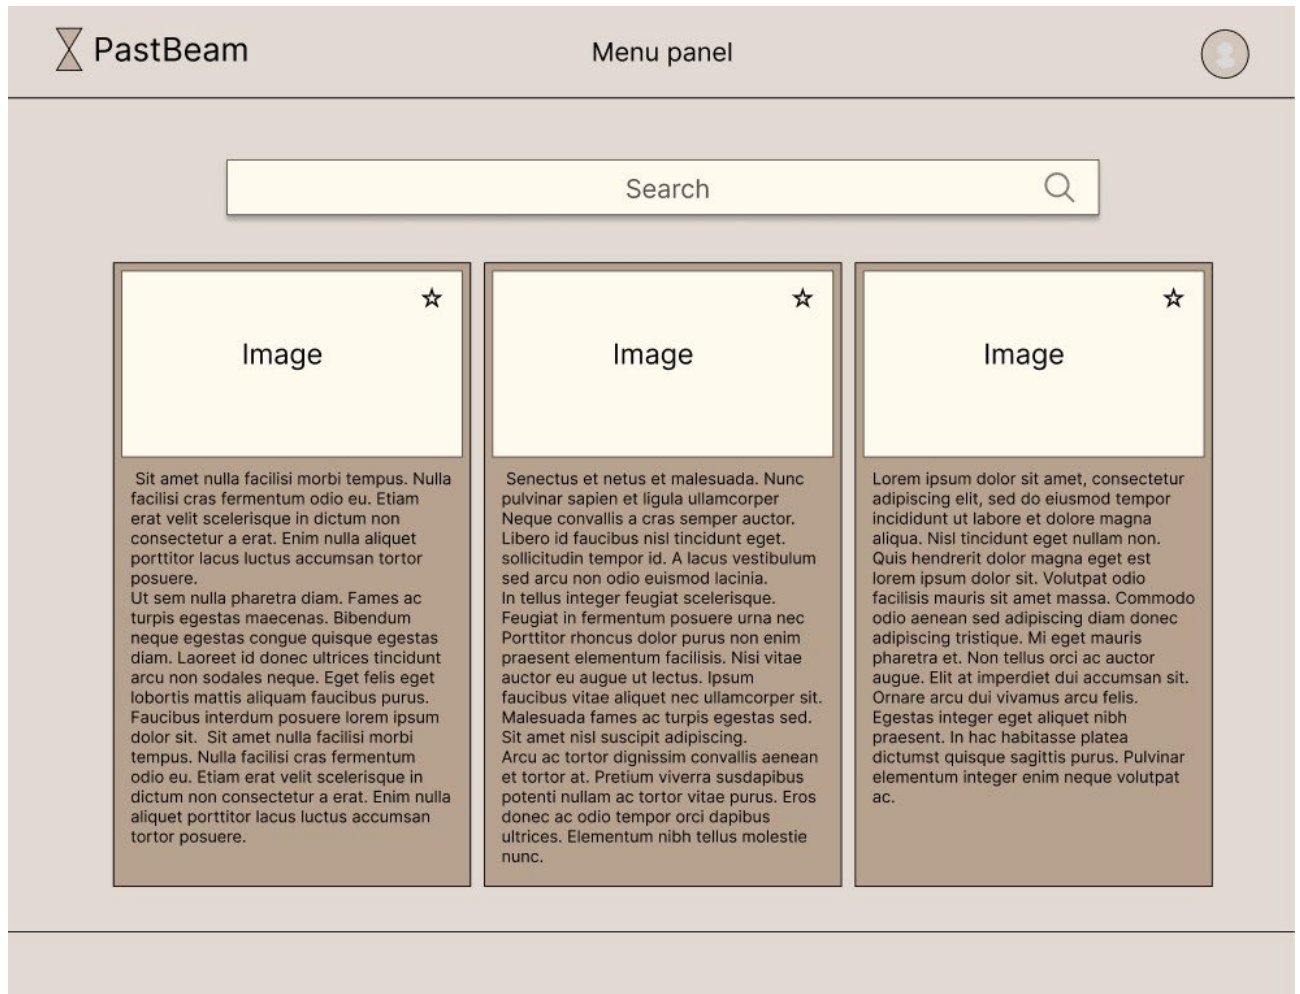 PastBeam
Menu panel
Search
Image
Sit amet nulla facilisi morbi tempus. Nulla
facilisi cras fermentum odio eu. Etiam
erat velit scelerisque in dictum non
consectetur a erat. Enim nulla aliquet
porttitor lacus luctus accumsan tortor
posuere.
Ut sem nulla pharetra diam. Fames ac
turpis egestas maecenas. Bibendum
neque egestas congue quisque egestas
diam. Laoreet id donec ultrices tincidunt
arcu non sodales neque. Eget felis eget
lobortis mattis aliquam faucibus purus.
Faucibus interdum posuere lorem ipsum
dolor sit.  Sit amet nulla facilisi morbi
tempus. Nulla facilisi cras fermentum
odio eu. Etiam erat velit scelerisque in
dictum non consectetur a erat. Enim nulla
aliquet porttitor lacus luctus accumsan
tortor posuere.
Image
Senectus et netus et malesuada. Nunc
pulvinar sapien et ligula ullamcorper
Neque convallis a cras semper auctor.
Libero id faucibus nisl tincidunt eget.
sollicitudin tempor id. A lacus vestibulum
sed arcu non odio euismod lacinia.
In tellus integer feugiat scelerisque.
Feugiat in fermentum posuere urna nec
Porttitor rhoncus dolor purus non enim
praesent elementum facilisis. Nisi vitae
auctor eu augue ut lectus. Ipsum
faucibus vitae aliquet nec ullamcorper sit.
Malesuada fames ac turpis egestas sed.
Sit amet nisl suscipit adipiscing.
Arcu ac tortor dignissim convallis aenean
et tortor at. Pretium viverra susdapibus
potenti nullam ac tortor vitae purus. Eros
donec ac odio tempor orci dapibus
ultrices. Elementum nibh tellus molestie
nunc.
Image
Lorem ipsum dolor sit amet, consectetur
adipiscing elit, sed do eiusmod tempor
incididunt ut labore et dolore magna
aliqua. Nisl tincidunt eget nullam non.
Quis hendrerit dolor magna eget est
lorem ipsum dolor sit. Volutpat odio
facilisis mauris sit amet massa. Commodo
odio aenean sed adipiscing diam donec
adipiscing tristique. Mi eget mauris
pharetra et. Non tellus orci ac auctor
augue. Elit at imperdiet dui accumsan sit.
Ornare arcu dui vivamus arcu felis.
Egestas integer eget aliquet nibh
praesent. In hac habitasse platea
dictumst quisque sagittis purus. Pulvinar
elementum integer enim neque volutpat
ac.